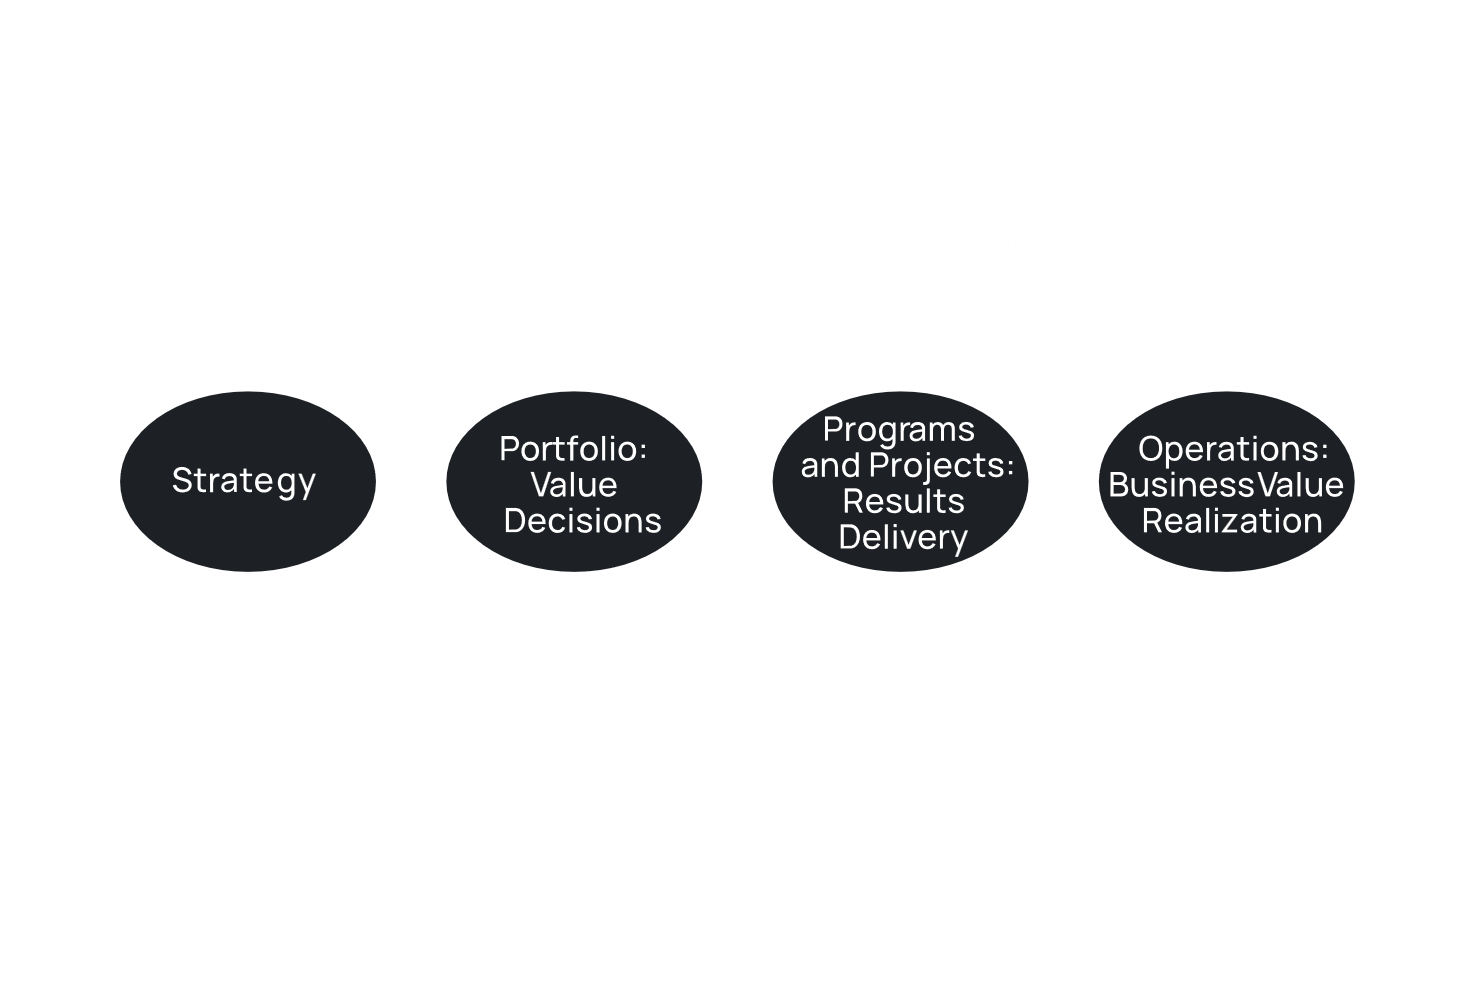 Strategy
Portfolio:
Value
Decisions
Programs
and Projects:
Results
Delivery
Operations:
Business Value
Realization